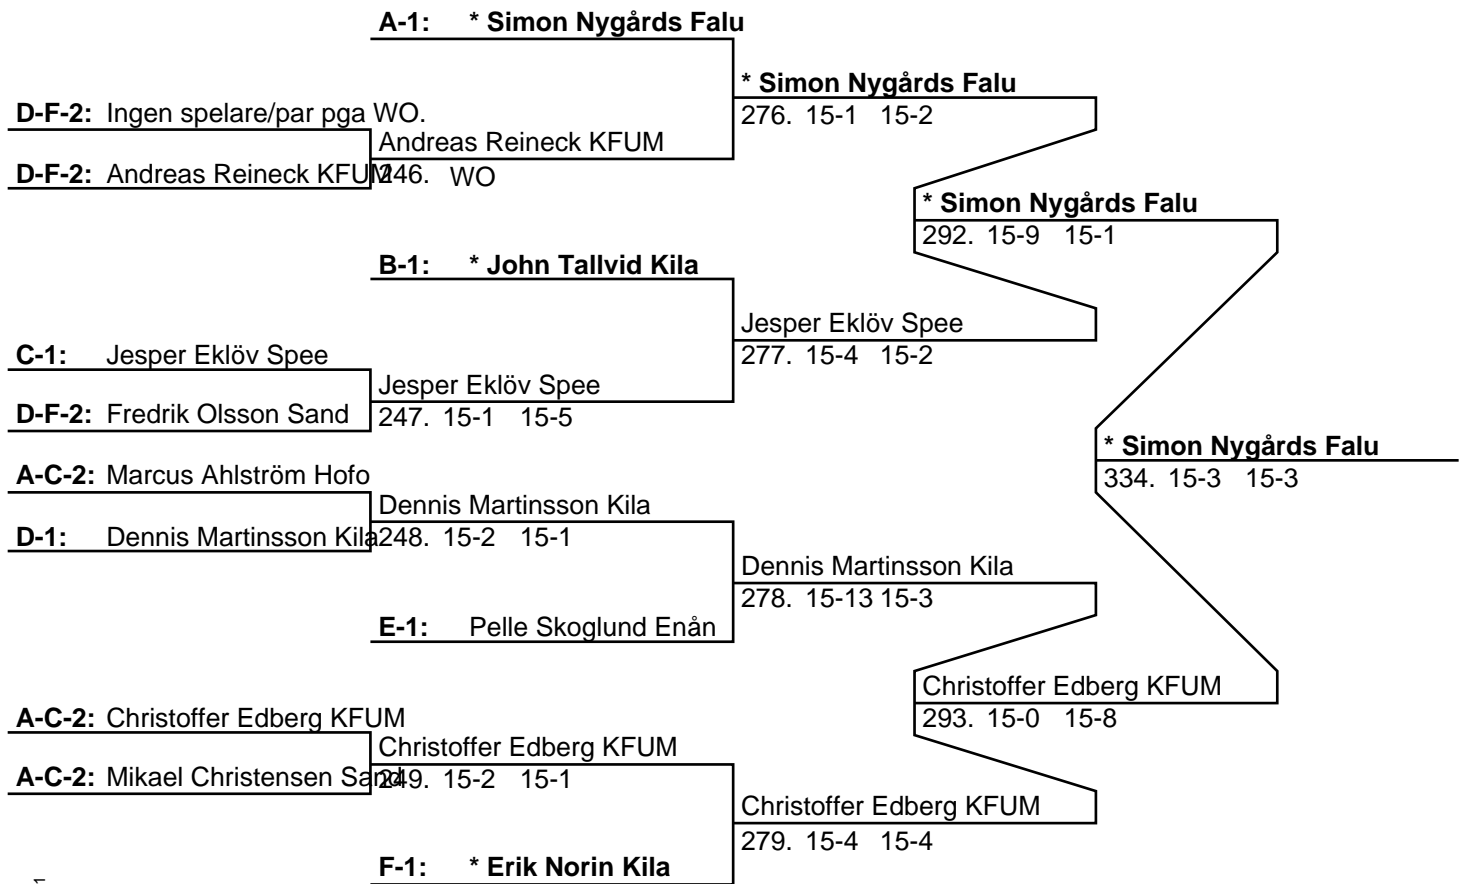 A-1: * Simon Nygårds Falu
* Simon Nygårds Falu
276. 15-1 15-2
D-F-2: Ingen spelare/par pga WO.
Andreas Reineck KFUM
D-F-2: Andreas Reineck KFUM
246. WO
* Simon Nygårds Falu
292. 15-9 15-1
B-1: * John Tallvid Kila
Jesper Eklöv Spee
277. 15-4 15-2
C-1: Jesper Eklöv Spee
Jesper Eklöv Spee
D-F-2: Fredrik Olsson Sand
247. 15-1 15-5
* Simon Nygårds Falu
334. 15-3 15-3
A-C-2: Marcus Ahlström Hofo
Dennis Martinsson Kila
D-1: Dennis Martinsson Kila
248. 15-2 15-1
Dennis Martinsson Kila
278. 15-13 15-3
E-1: Pelle Skoglund Enån
Christoffer Edberg KFUM
293. 15-0 15-8
A-C-2: Christoffer Edberg KFUM
Christoffer Edberg KFUM
A-C-2: Mikael Christensen Sand
249. 15-2 15-1
Christoffer Edberg KFUM
279. 15-4 15-4
F-1: * Erik Norin Kila